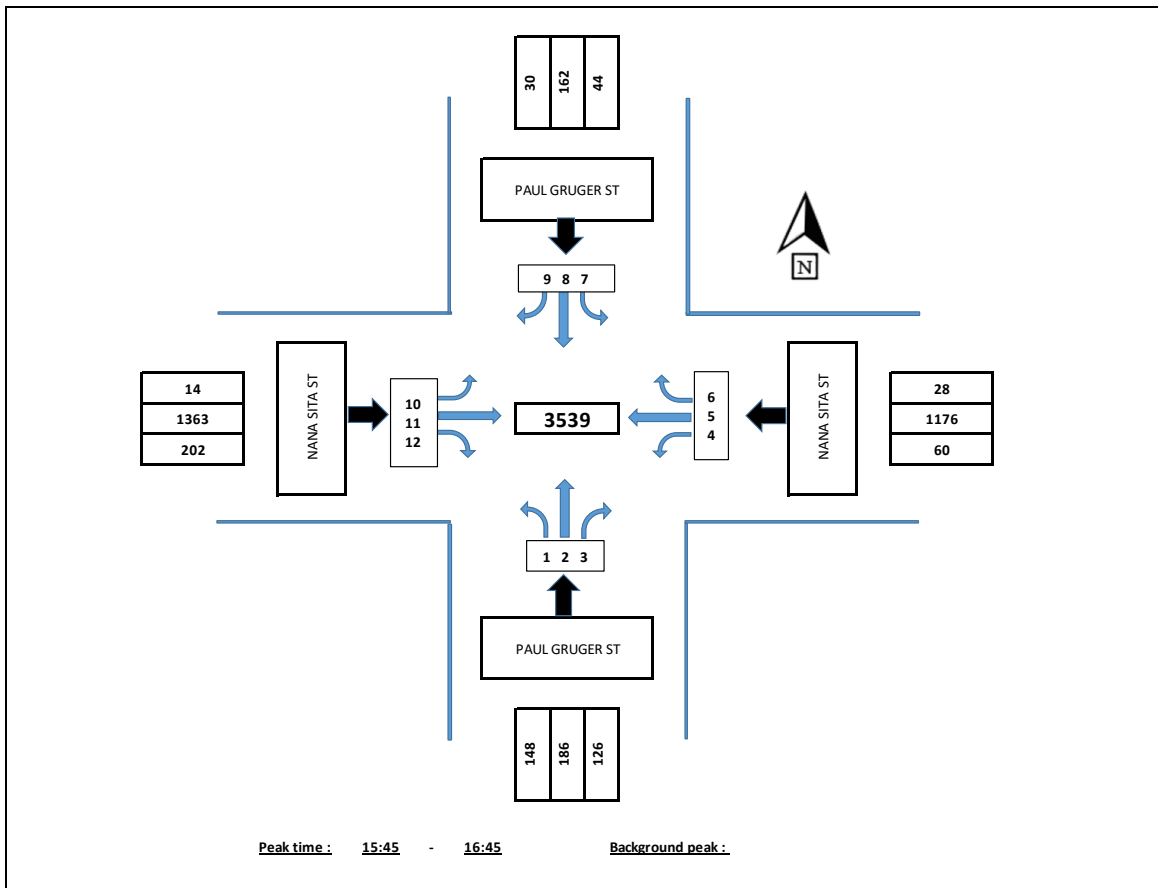 30 162 44
PAUL GRUGER ST
N
9 8 7
14
1363
202
NANA SITA ST
10
11
12
3539
6
5
4
NANA SITA ST
28
1176
60
1 2 3
PAUL GRUGER ST
148 186 126
Peak time : 15:45 - 16:45 Background peak :